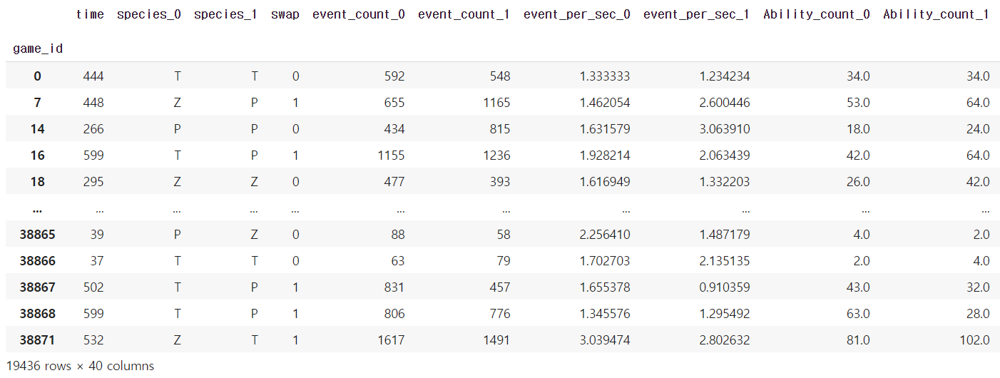 time species_0 species_1 swap event_count_0 event_count_1 event_per_sec_0 event_per_sec_1 Ability_count_0 Ability_count_1
game_id
0 444 T T 0 592 548 1.333333 1.234234 34.0 34.0
7 448 Z P 1 655 1165 1.462054 2.600446 53.0 64.0
14 266 P P 0 434 815 1.631579 3.063910 18.0 24.0
16 599 T P 1 1155 1236 1.928214 2.063439 42.0 64.0
18 295 Z Z 0 477 393 1.616949 1.332203 26.0 42.0
... ... ... ... ... ... ... ... ... ... ...
38865 39 P Z 0 88 58 2.256410 1.487179 4.0 2.0
38866 37 T T 0 63 79 1.702703 2.135135 2.0 4.0
38867 502 T P 1 831 457 1.655378 0.910359 43.0 32.0
38868 599 T P 1 806 776 1.345576 1.295492 63.0 28.0
38871 532 Z T 1 1617 1491 3.039474 2.802632 81.0 102.0
19436 rows × 40 columns